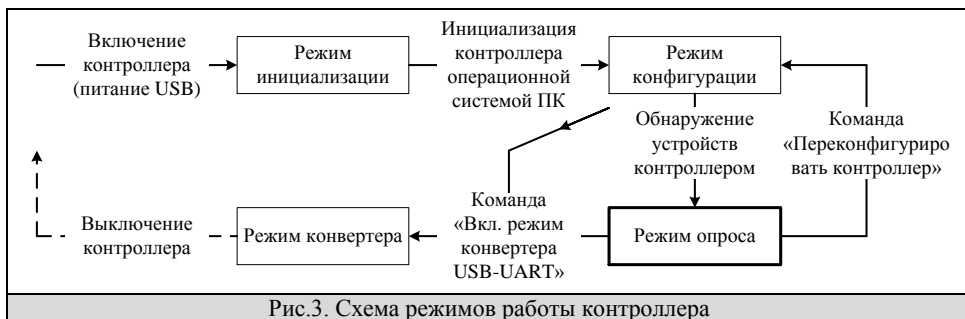 Включение
контроллера
(питание USB)
Режим
инициализации
Инициализация
контроллера
операционной
системой ПК
Режим
конфигурации
Обнаружение
устройств
контроллером
Команда
«Переконфигуриро
вать контроллер»
Выключение
контроллера
Режим конвертера
Команда
«Вкл. режим
конвертера
USB-UART»
Режим опроса
Рис.3. Схема режимов работы контроллера